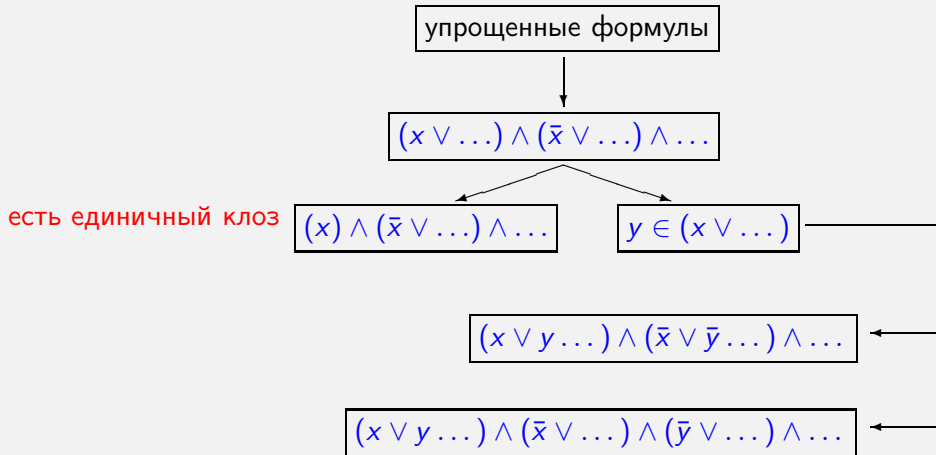 упрощенные формулы
(x ∨ …) ∧ (x̄ ∨ …) ∧ …
есть единичный клоз
(x) ∧ (x̄ ∨ …) ∧ …
y ∈ (x ∨ …)
(x ∨ y …) ∧ (x̄ ∨ ȳ …) ∧ …
(x ∨ y …) ∧ (x̄ ∨ …) ∧ (ȳ ∨ …) ∧ …